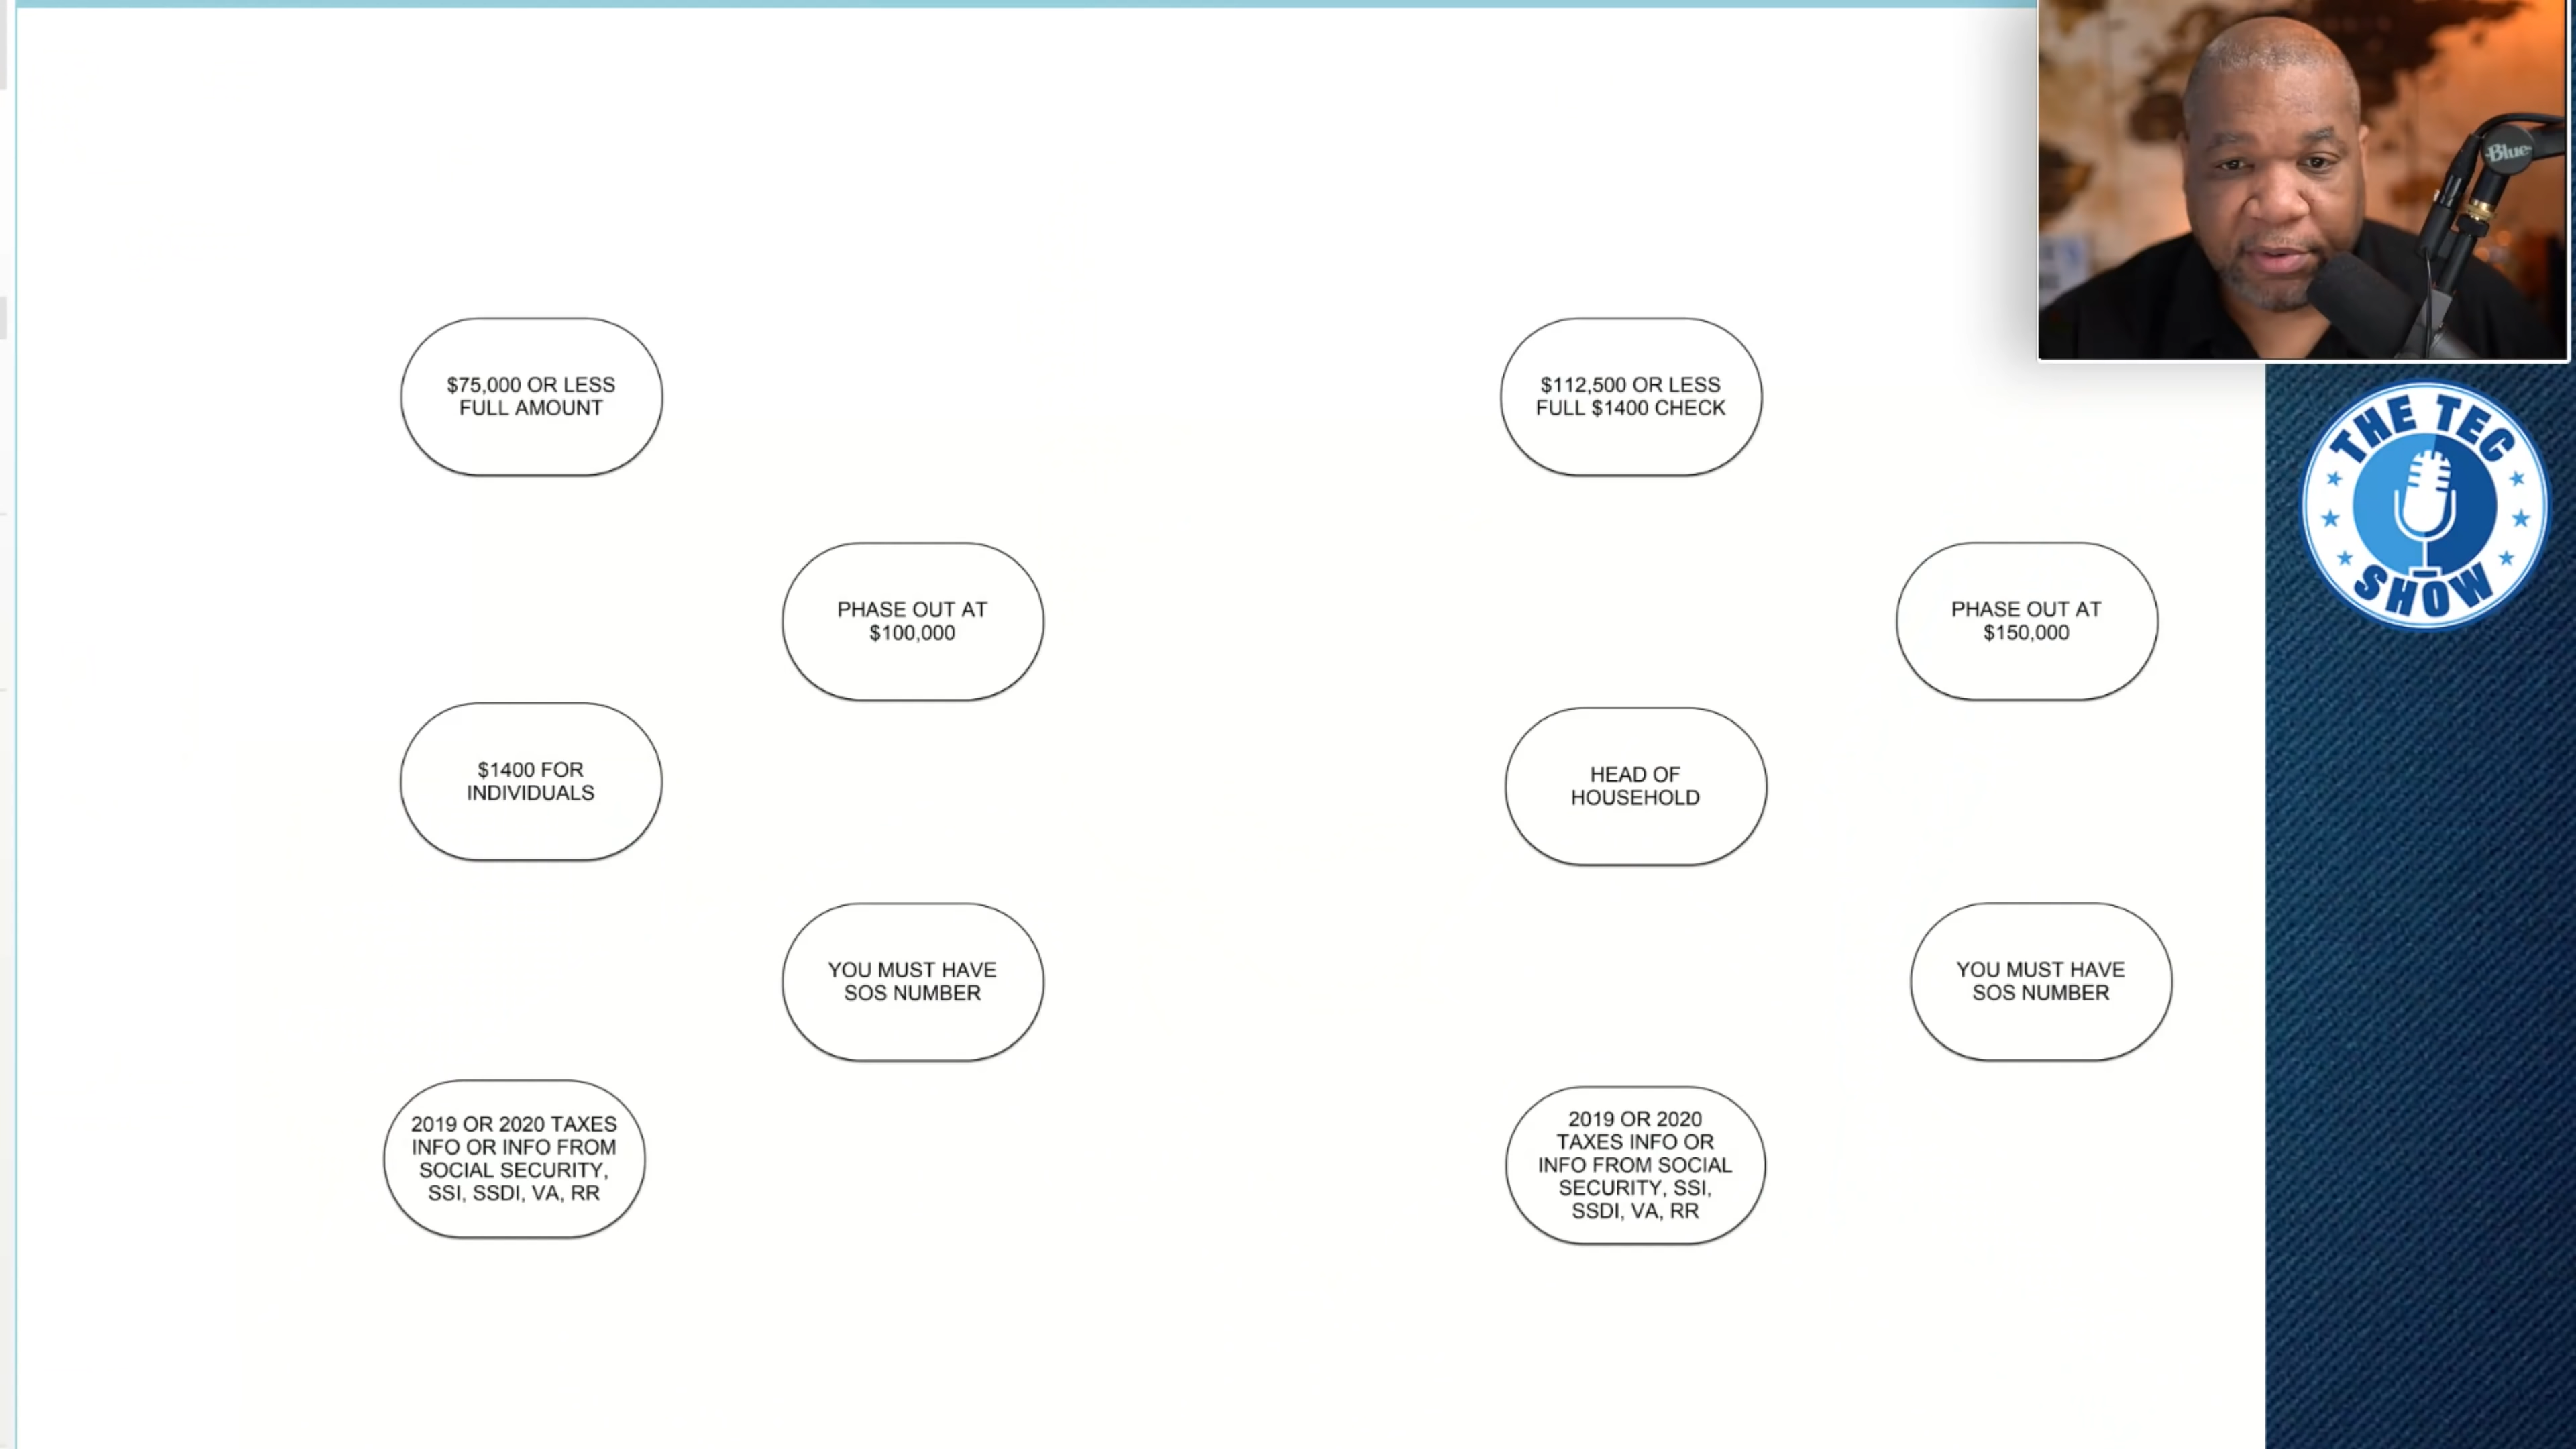 $75,000 OR LESS
FULL AMOUNT
PHASE OUT AT
$100,000
$1400 FOR
INDIVIDUALS
YOU MUST HAVE
SOS NUMBER
2019 OR 2020 TAXES
INFO OR INFO FROM
SOCIAL SECURITY,
SSI, SSDI, VA, RR
$112,500 OR LESS
FULL $1400 CHECK
PHASE OUT AT
$150,000
HEAD OF
HOUSEHOLD
YOU MUST HAVE
SOS NUMBER
2019 OR 2020
TAXES INFO OR
INFO FROM SOCIAL
SECURITY, SSI,
SSDI, VA, RR
Blue
THE TEC
SHOW